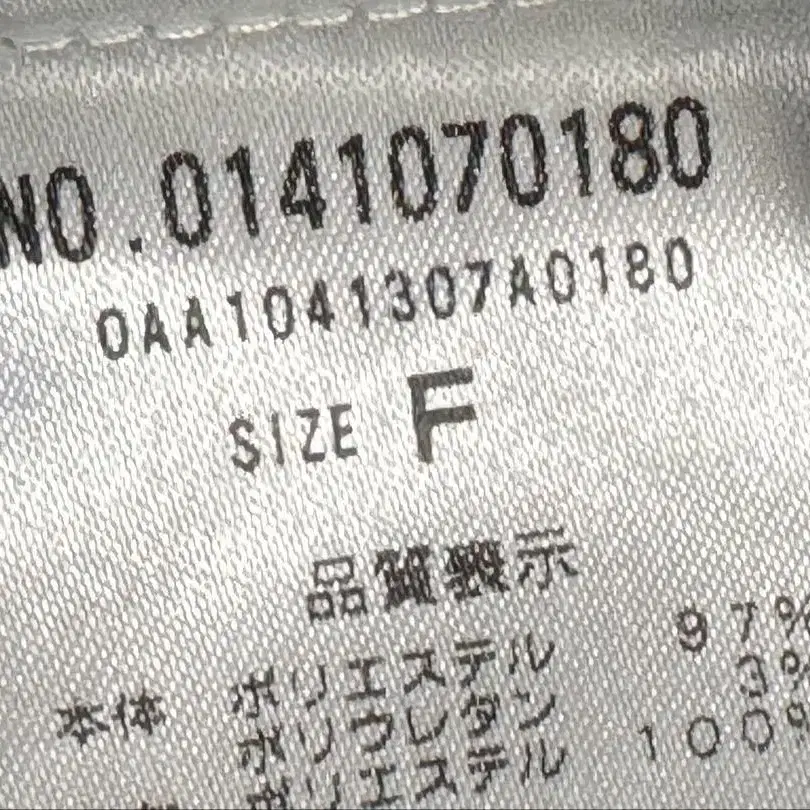 NO.0141070180
0AA1041307A0180
SIZE F
品質表示
本体 ポリエステル 97%
ポリウレタン 3%
ポリエステル 100%